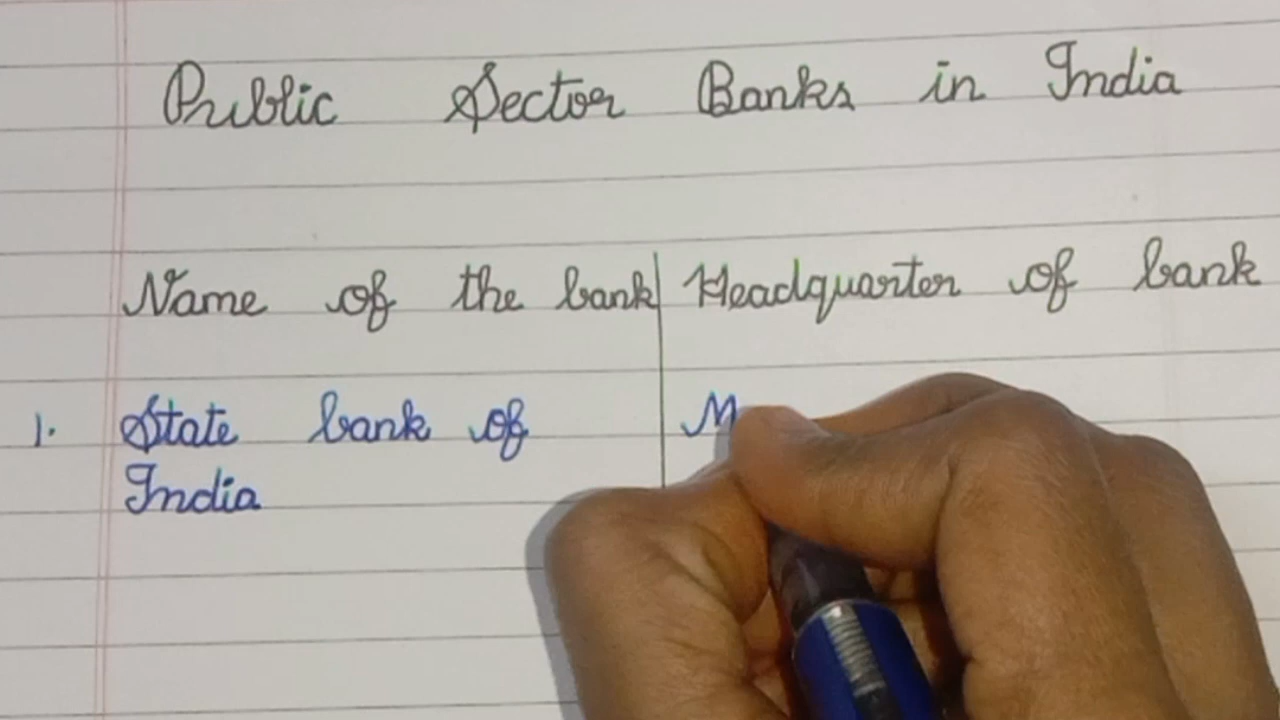 Public Sector Banks in India
Name of the bank Headquarter of bank
1. State bank of M
India